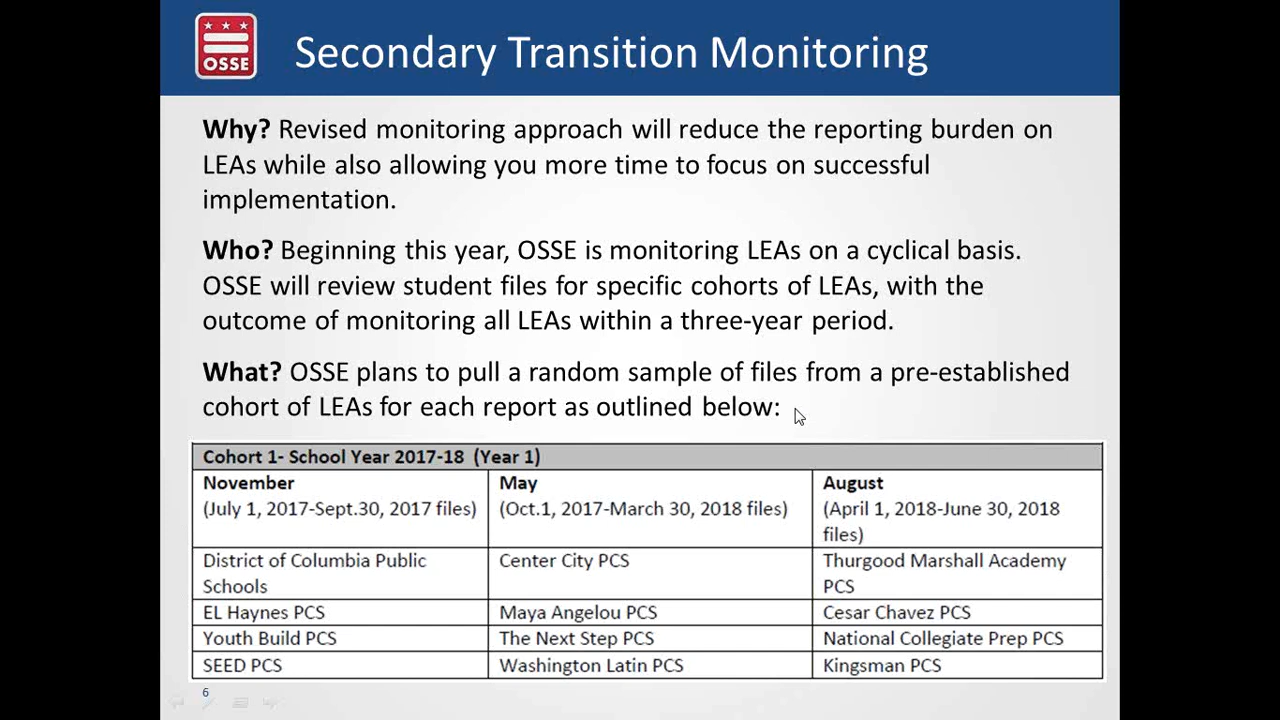 OSSE
Secondary Transition Monitoring
Why? Revised monitoring approach will reduce the reporting burden on
LEAs while also allowing you more time to focus on successful
implementation.
Who? Beginning this year, OSSE is monitoring LEAs on a cyclical basis.
OSSE will review student files for specific cohorts of LEAs, with the
outcome of monitoring all LEAs within a three-year period.
What? OSSE plans to pull a random sample of files from a pre-established
cohort of LEAs for each report as outlined below:
Cohort 1- School Year 2017-18 (Year 1)
November
(July 1, 2017-Sept.30, 2017 files)
May
(Oct.1, 2017-March 30, 2018 files)
August
(April 1, 2018-June 30, 2018
files)
District of Columbia Public
Schools
Center City PCS
Thurgood Marshall Academy
PCS
EL Haynes PCS
Maya Angelou PCS
Cesar Chavez PCS
Youth Build PCS
The Next Step PCS
National Collegiate Prep PCS
SEED PCS
Washington Latin PCS
Kingsman PCS
6